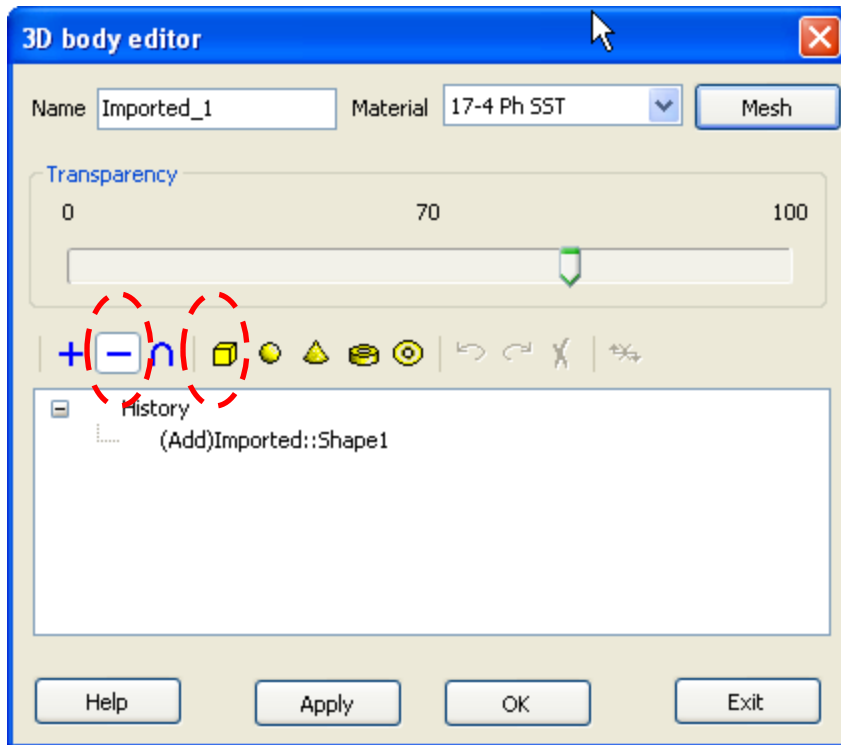 3D body editor
Name Imported_1 Material 17-4 Ph SST Mesh
Transparency
0 70 100
History
(Add)Imported::Shape1
Help Apply OK Exit